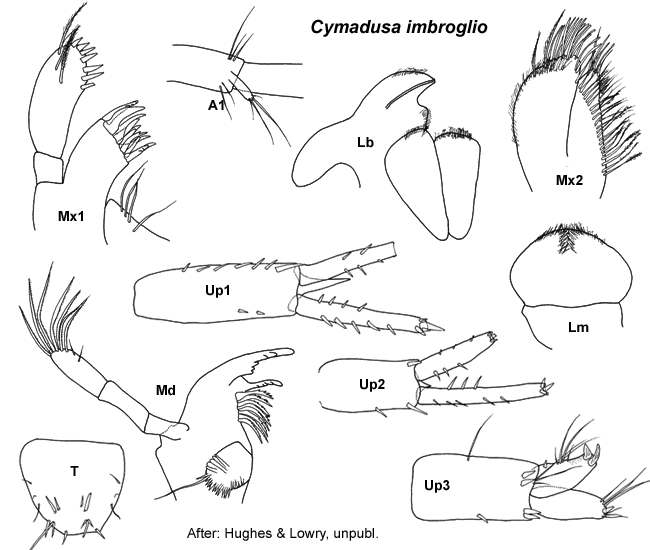 Cymadusa imbroglio
A1
Lb
Mx2
Mx1
Up1
Lm
Md
Up2
T
Up3
After: Hughes & Lowry, unpubl.